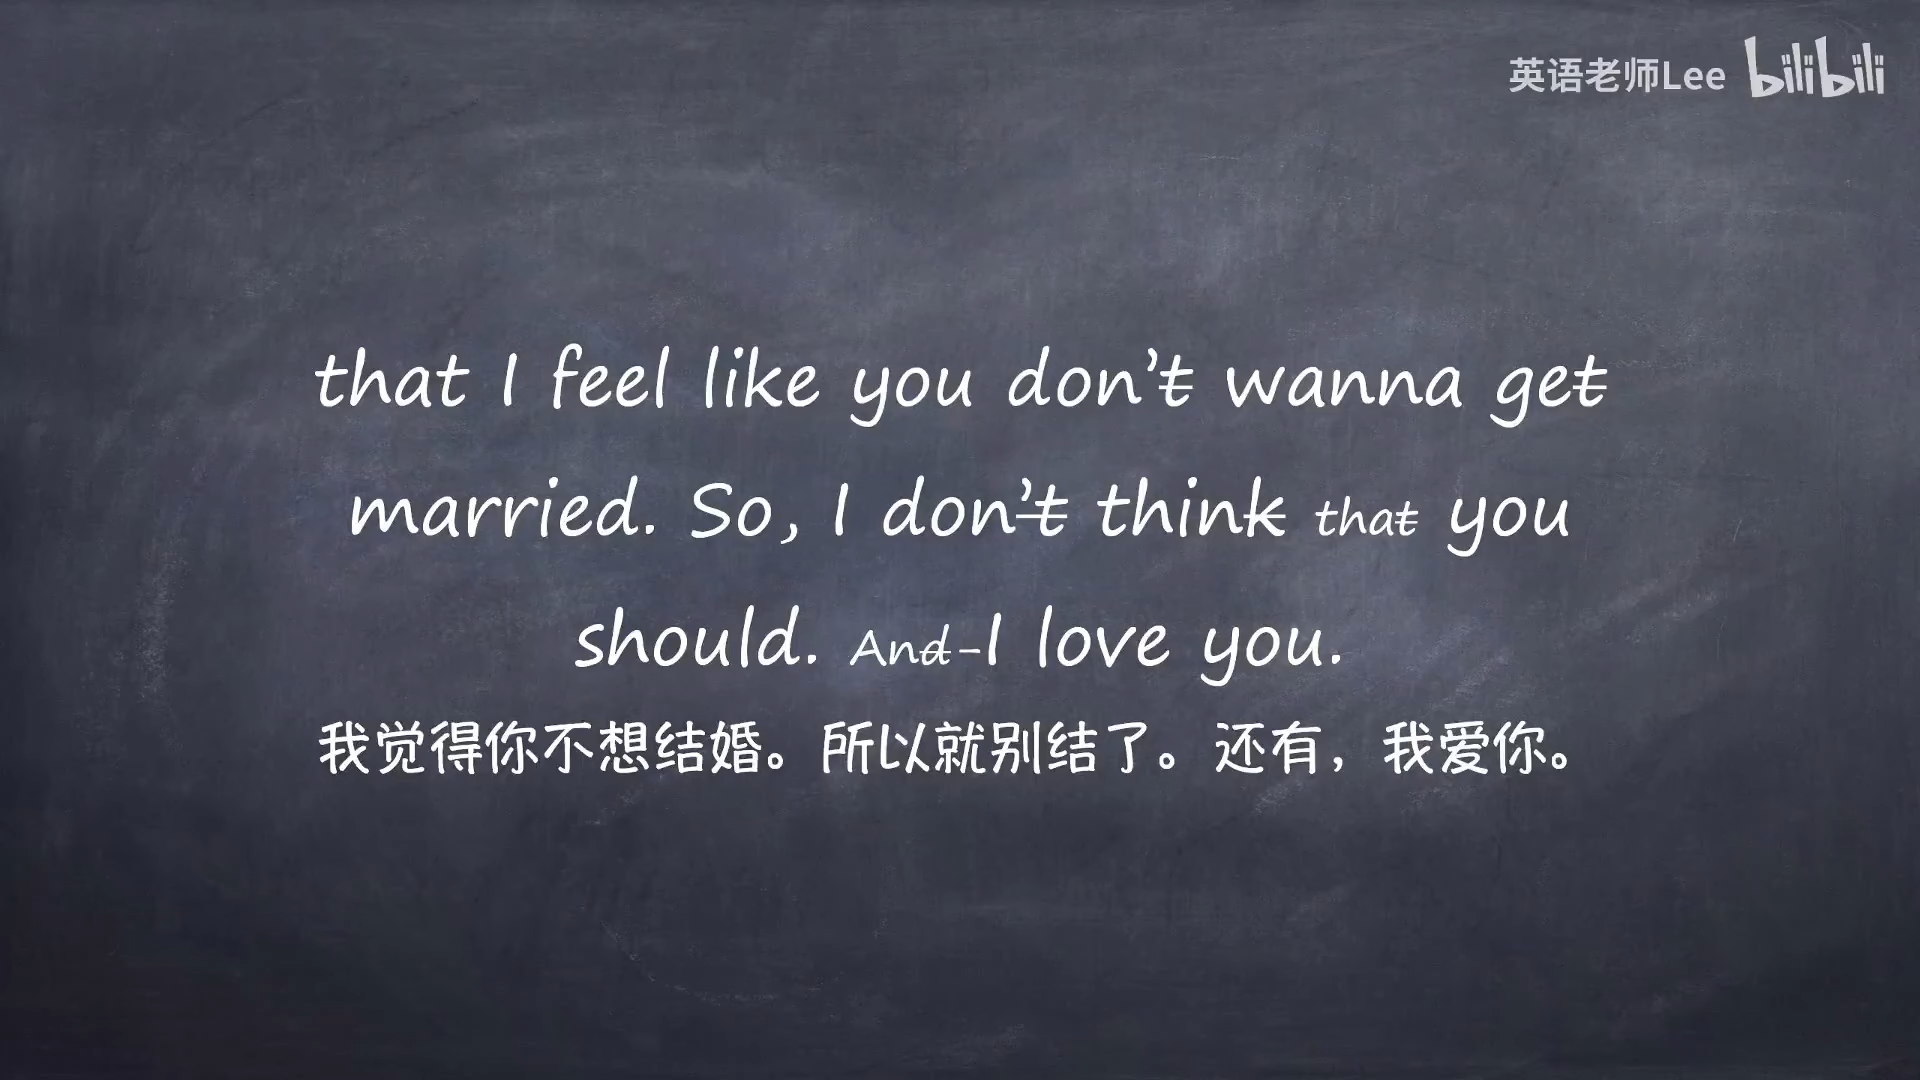 英语老师Lee bilibili
that I feel like you don't wanna get
married. So, I don't think that you
should. And-I love you.
我觉得你不想结婚。所以就别结了。还有，我爱你。